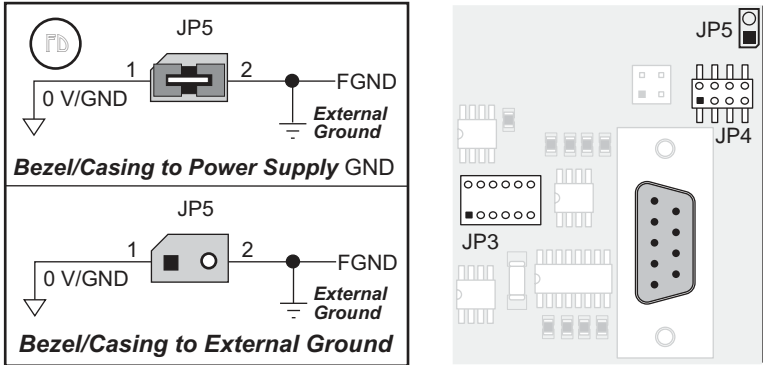 FD
JP5
1 2
0 V/GND
FGND
External
Ground
Bezel/Casing to Power Supply GND
JP5
1 2
0 V/GND
FGND
External
Ground
Bezel/Casing to External Ground
JP5
JP4
JP3